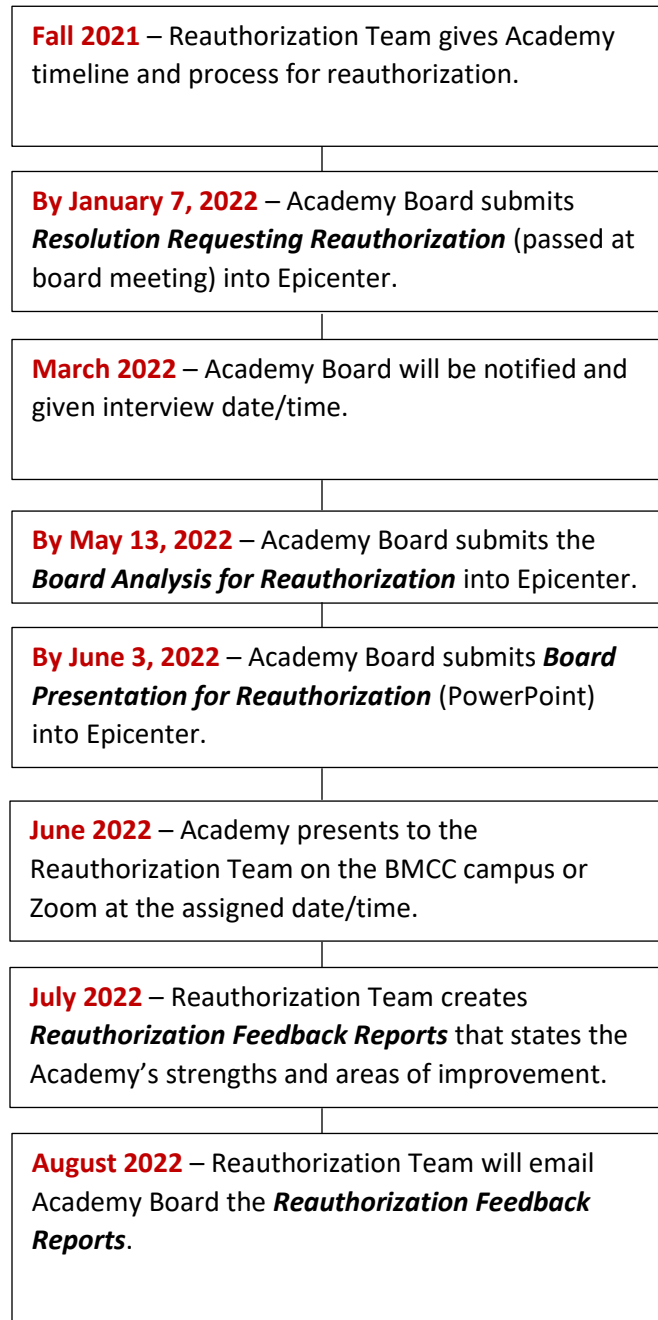 Fall 2021 – Reauthorization Team gives Academy
timeline and process for reauthorization.
By January 7, 2022 – Academy Board submits
Resolution Requesting Reauthorization (passed at
board meeting) into Epicenter.
March 2022 – Academy Board will be notified and
given interview date/time.
By May 13, 2022 – Academy Board submits the
Board Analysis for Reauthorization into Epicenter.
By June 3, 2022 – Academy Board submits Board
Presentation for Reauthorization (PowerPoint)
into Epicenter.
June 2022 – Academy presents to the
Reauthorization Team on the BMCC campus or
Zoom at the assigned date/time.
July 2022 – Reauthorization Team creates
Reauthorization Feedback Reports that states the
Academy’s strengths and areas of improvement.
August 2022 – Reauthorization Team will email
Academy Board the Reauthorization Feedback
Reports.